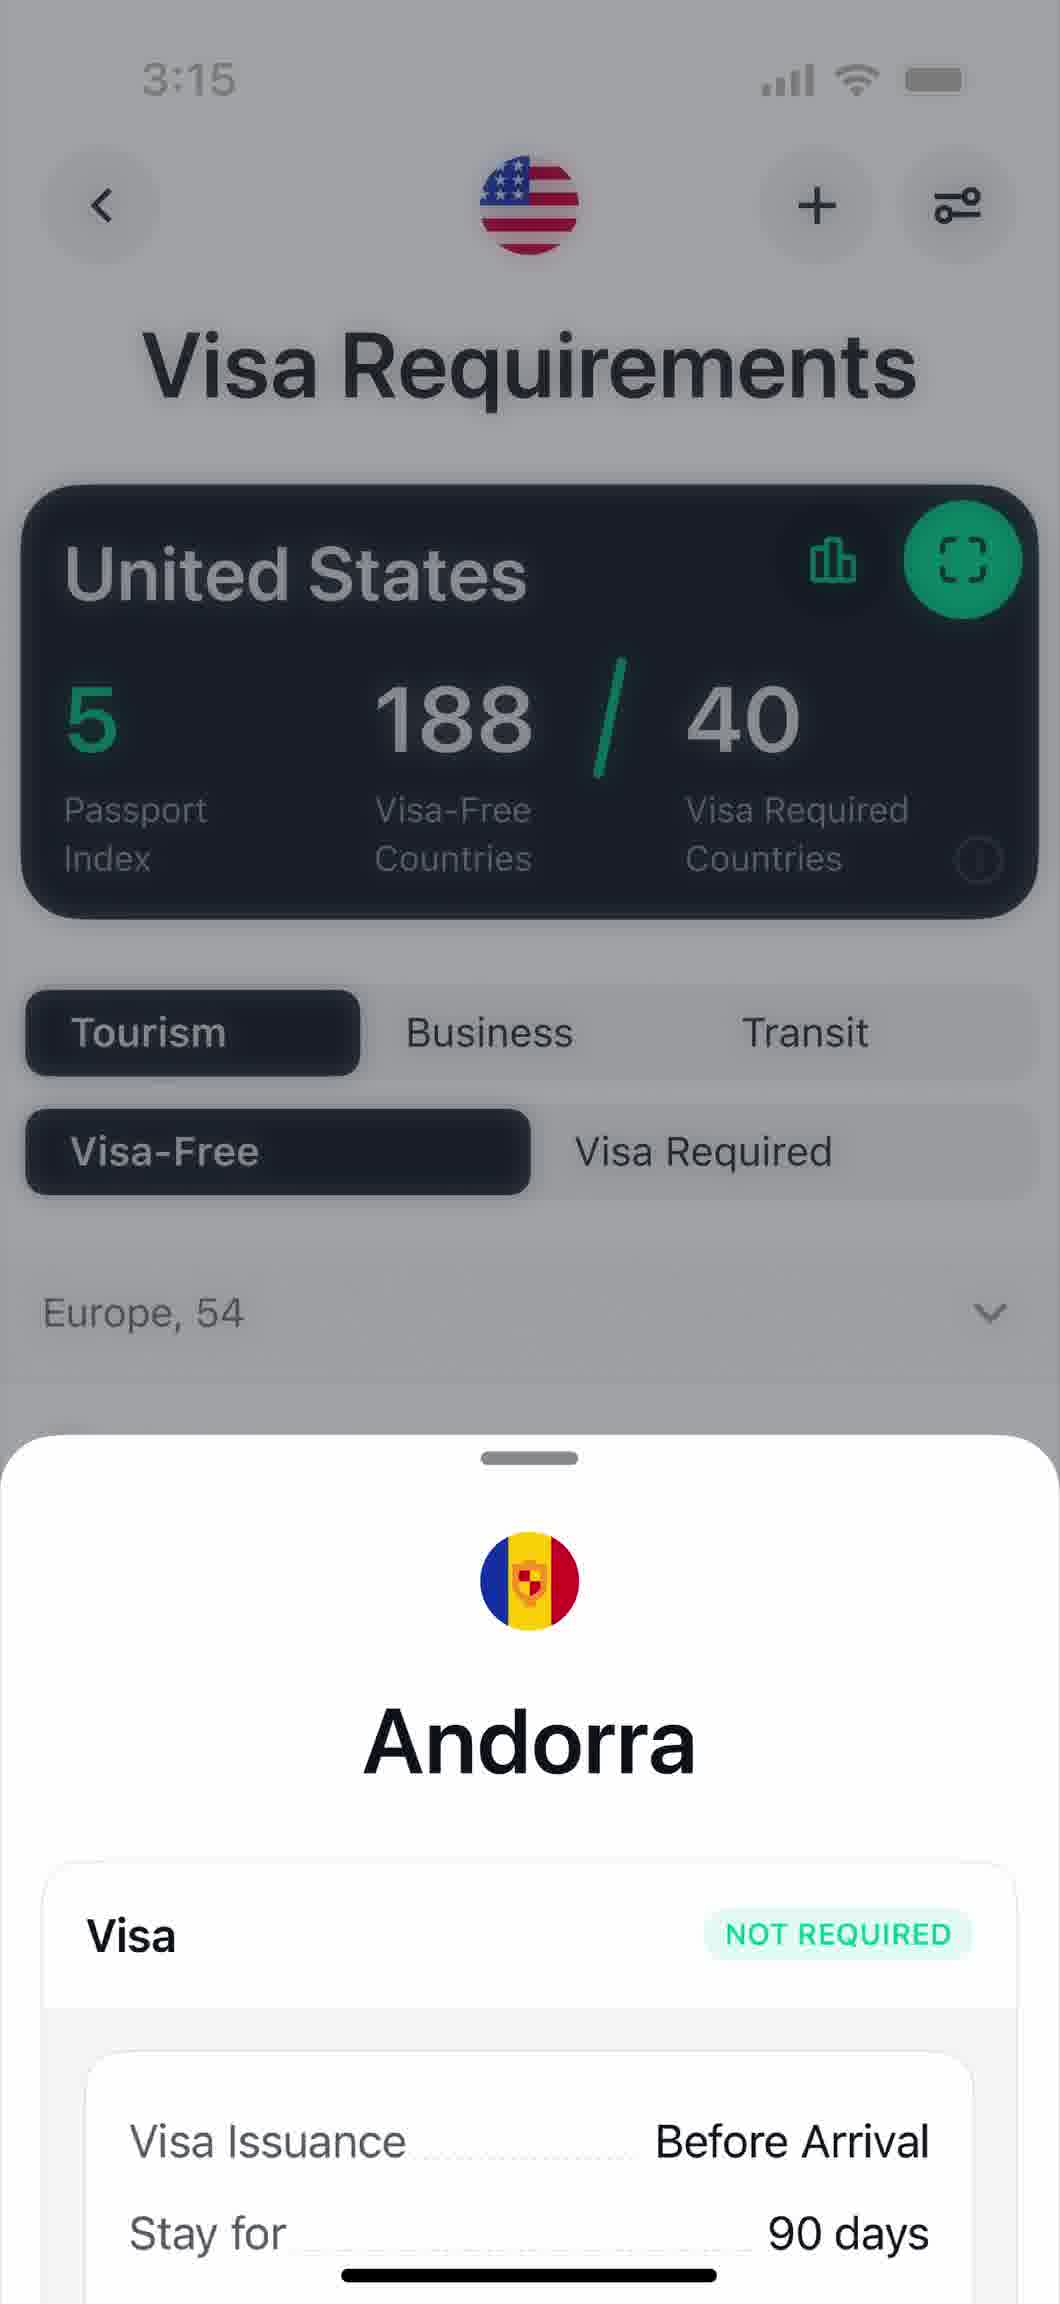 3:15
Visa Requirements
United States
5
188
40
Passport
Index
Visa-Free
Countries
Visa Required
Countries
Tourism
Business
Transit
Visa-Free
Visa Required
Europe, 54
Andorra
Visa
NOT REQUIRED
Visa Issuance
Before Arrival
Stay for
90 days